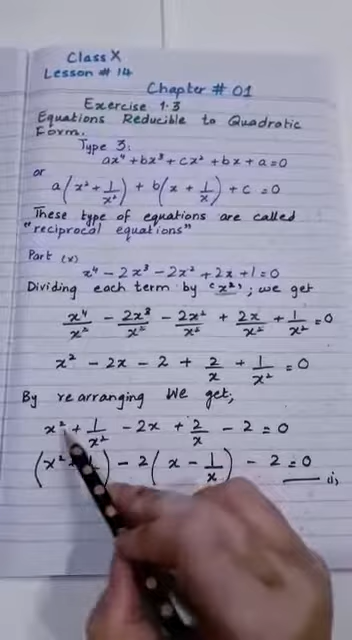 Class X
Lesson # 14
Chapter # 01
Exercise 1.3
Equations Reducible to Quadratic
Form.
Type 3:
ax⁴ + bx³ + cx² + bx + a = 0
or
a(x² + 1/x²) + b(x + 1/x) + c = 0
These type of equations are called
"reciprocal equations"
Part (x)
x⁴ - 2x³ - 2x² + 2x + 1 = 0
Dividing each term by "x²", we get
x⁴/x² - 2x³/x² - 2x²/x² + 2x/x² + 1/x² = 0
x² - 2x - 2 + 2/x + 1/x² = 0
By rearranging We get;
x² + 1/x² - 2x + 2/x - 2 = 0
(x² + ) - 2(x - 1/x) - 2 = 0 — i,